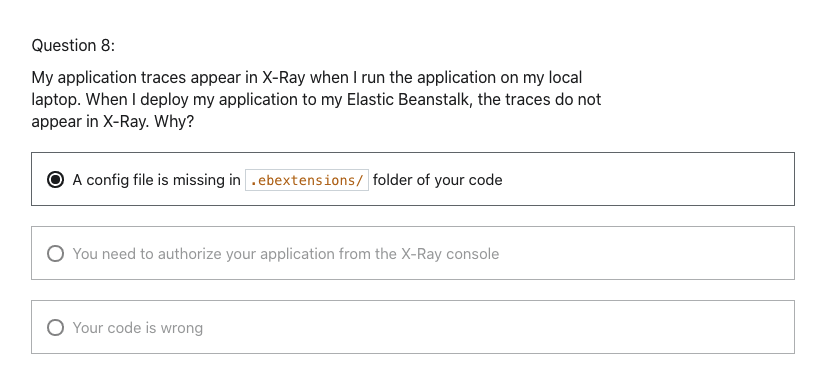 Question 8:
My application traces appear in X-Ray when I run the application on my local
laptop. When I deploy my application to my Elastic Beanstalk, the traces do not
appear in X-Ray. Why?
A config file is missing in .ebextensions/ folder of your code
You need to authorize your application from the X-Ray console
Your code is wrong